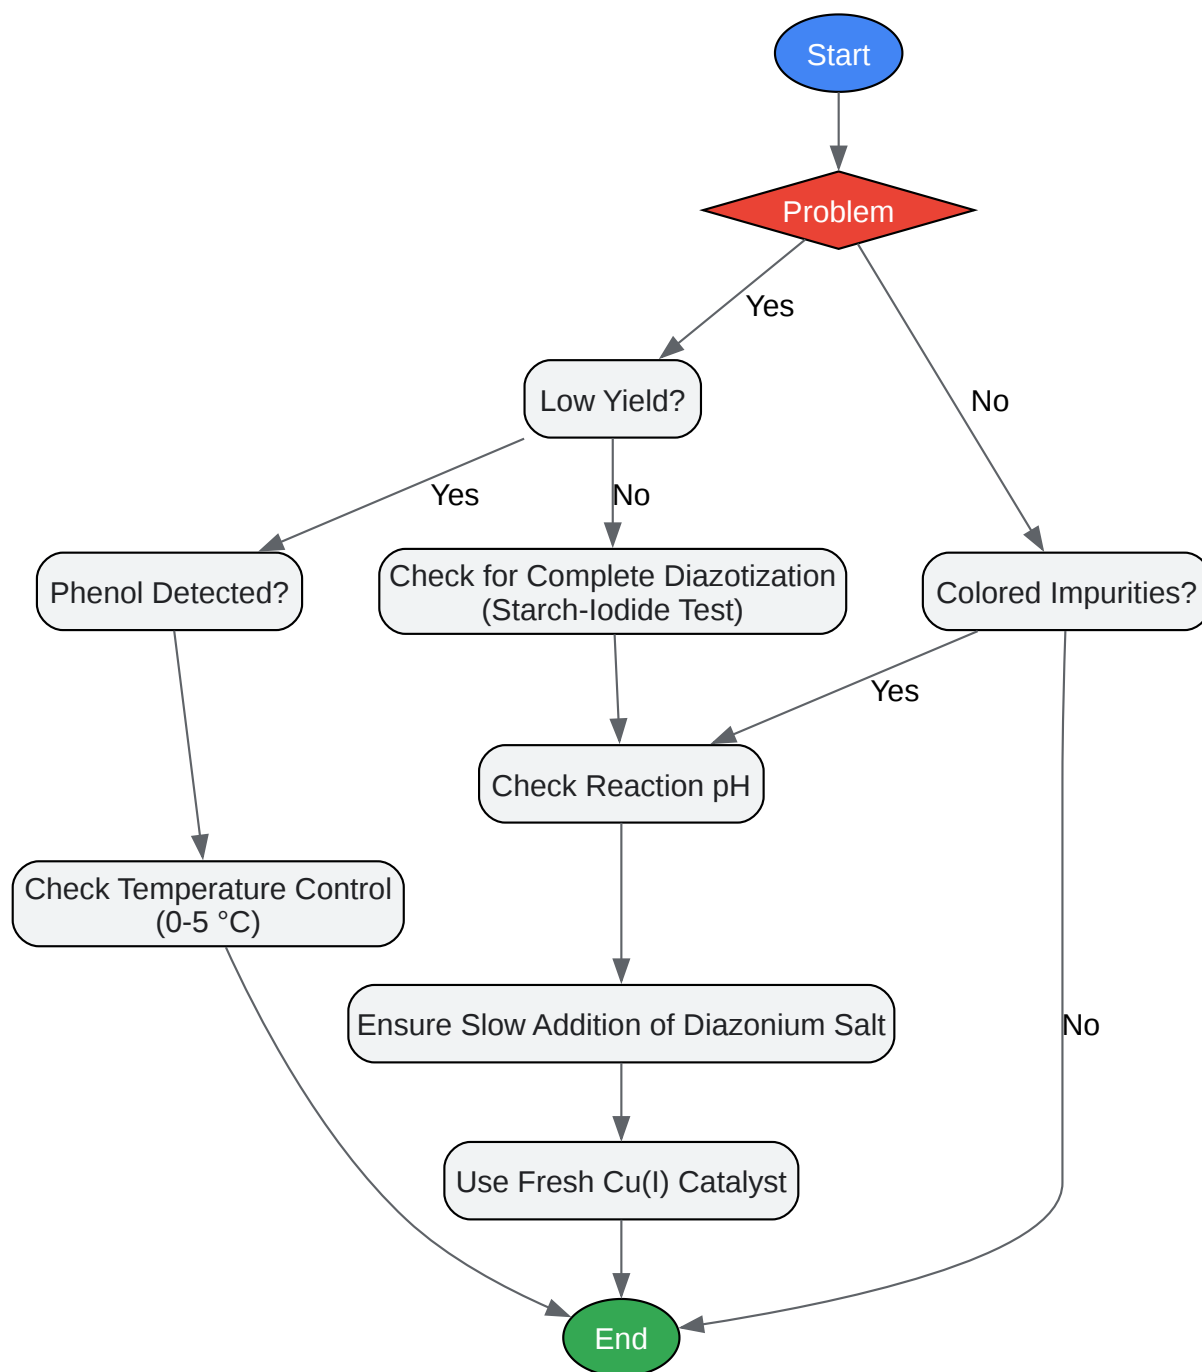 Start
Problem
Yes
Low Yield?
No
Yes
No
Phenol Detected?
Check for Complete Diazotization
(Starch-Iodide Test)
Colored Impurities?
Yes
Check Reaction pH
Check Temperature Control
(0-5 °C)
Ensure Slow Addition of Diazonium Salt
No
Use Fresh Cu(I) Catalyst
End